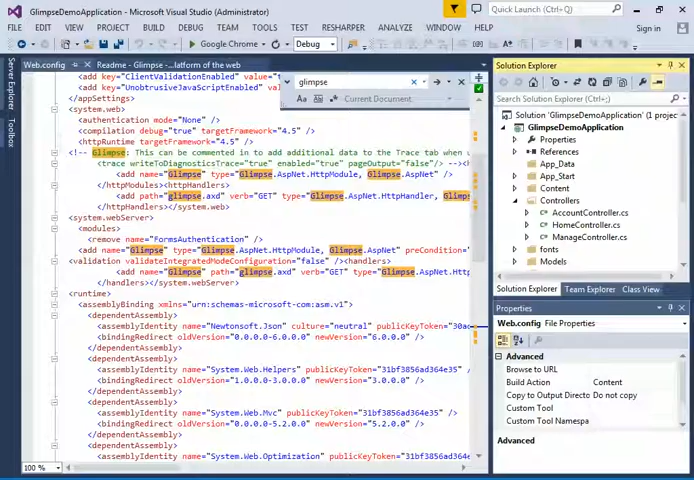 GlimpseDemoApplication - Microsoft Visual Studio (Administrator)
Quick Launch (Ctrl+Q)
FILE EDIT VIEW PROJECT BUILD DEBUG TEAM TOOLS TEST RESHARPER ANALYZE WINDOW
Sign in
HELP
Google Chrome
Debug
Server Explorer
Toolbox
Web.config
Readme - Glimpse ...latform of the web
glimpse
Aa
Current Document
<add key="ClientValidationEnabled" value="t
<add key="UnobtrusiveJavaScriptEnabled" val
</appSettings>
<system.web>
<authentication mode="None" />
<compilation debug="true" targetFramework="4.5" />
<httpRuntime targetFramework="4.5" />
<!-- Glimpse: This can be commented in to add additional data to the Trace tab when u
<trace writeToDiagnosticsTrace="true" enabled="true" pageOutput="false"/> --><h
<add name="Glimpse" type="Glimpse.AspNet.HttpModule, Glimpse.AspNet" />
</httpModules><httpHandlers>
<add path="glimpse.axd" verb="GET" type="Glimpse.AspNet.HttpHandler, Glimps
</httpHandlers></system.web>
<system.webServer>
<modules>
<remove name="FormsAuthentication" />
<add name="Glimpse" type="Glimpse.AspNet.HttpModule, Glimpse.AspNet" preCondition="
<validation validateIntegratedModeConfiguration="false" /><handlers>
<add name="Glimpse" path="glimpse.axd" verb="GET" type="Glimpse.AspNet.Http
</handlers></system.webServer>
<runtime>
<assemblyBinding xmlns="urn:schemas-microsoft-com:asm.v1">
<dependentAssembly>
<assemblyIdentity name="Newtonsoft.Json" culture="neutral" publicKeyToken="30a
<bindingRedirect oldVersion="0.0.0.0-6.0.0.0" newVersion="6.0.0.0" />
</dependentAssembly>
<dependentAssembly>
<assemblyIdentity name="System.Web.Helpers" publicKeyToken="31bf3856ad364e35" />
<bindingRedirect oldVersion="1.0.0.0-3.0.0.0" newVersion="3.0.0.0" />
</dependentAssembly>
<dependentAssembly>
<assemblyIdentity name="System.Web.Mvc" publicKeyToken="31bf3856ad364e35" />
<bindingRedirect oldVersion="0.0.0.0-5.2.0.0" newVersion="5.2.0.0" />
</dependentAssembly>
<dependentAssembly>
<assemblyIdentity name="System.Web.Optimization" publicKeyToken="31bf3856ad364e
100 %
Solution Explorer
Search Solution Explorer (Ctrl+;)
Solution 'GlimpseDemoApplication' (1 projec
GlimpseDemoApplication
Properties
References
App_Data
App_Start
Content
Controllers
AccountController.cs
HomeController.cs
ManageController.cs
fonts
Models
Solution Explorer Team Explorer Class View
Properties
Web.config File Properties
Advanced
Browse to URL
Build Action Content
Copy to Output Directo Do not copy
Custom Tool
Custom Tool Namespa
Advanced